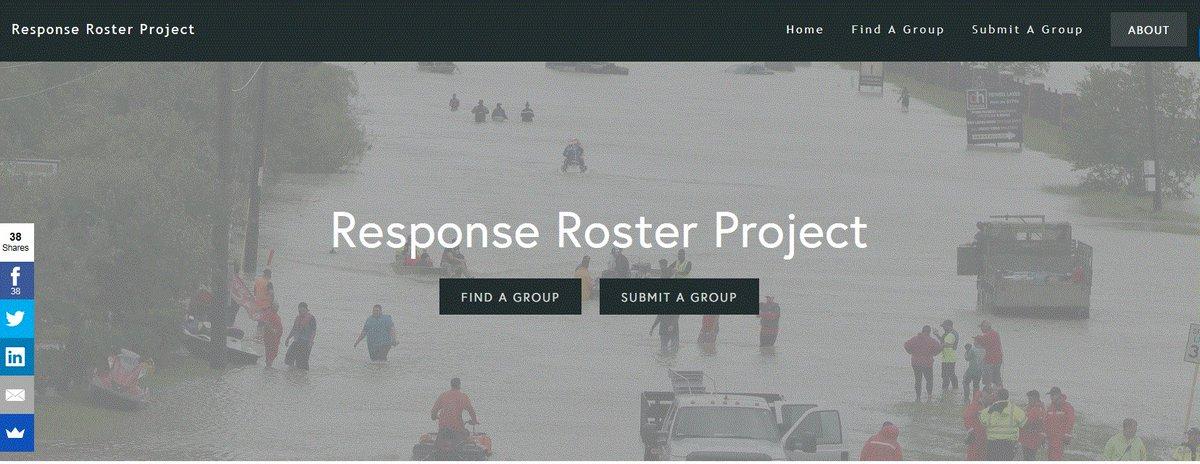 Response Roster Project
Home Find A Group Submit A Group ABOUT
Response Roster Project
FIND A GROUP SUBMIT A GROUP
38
Shares
38